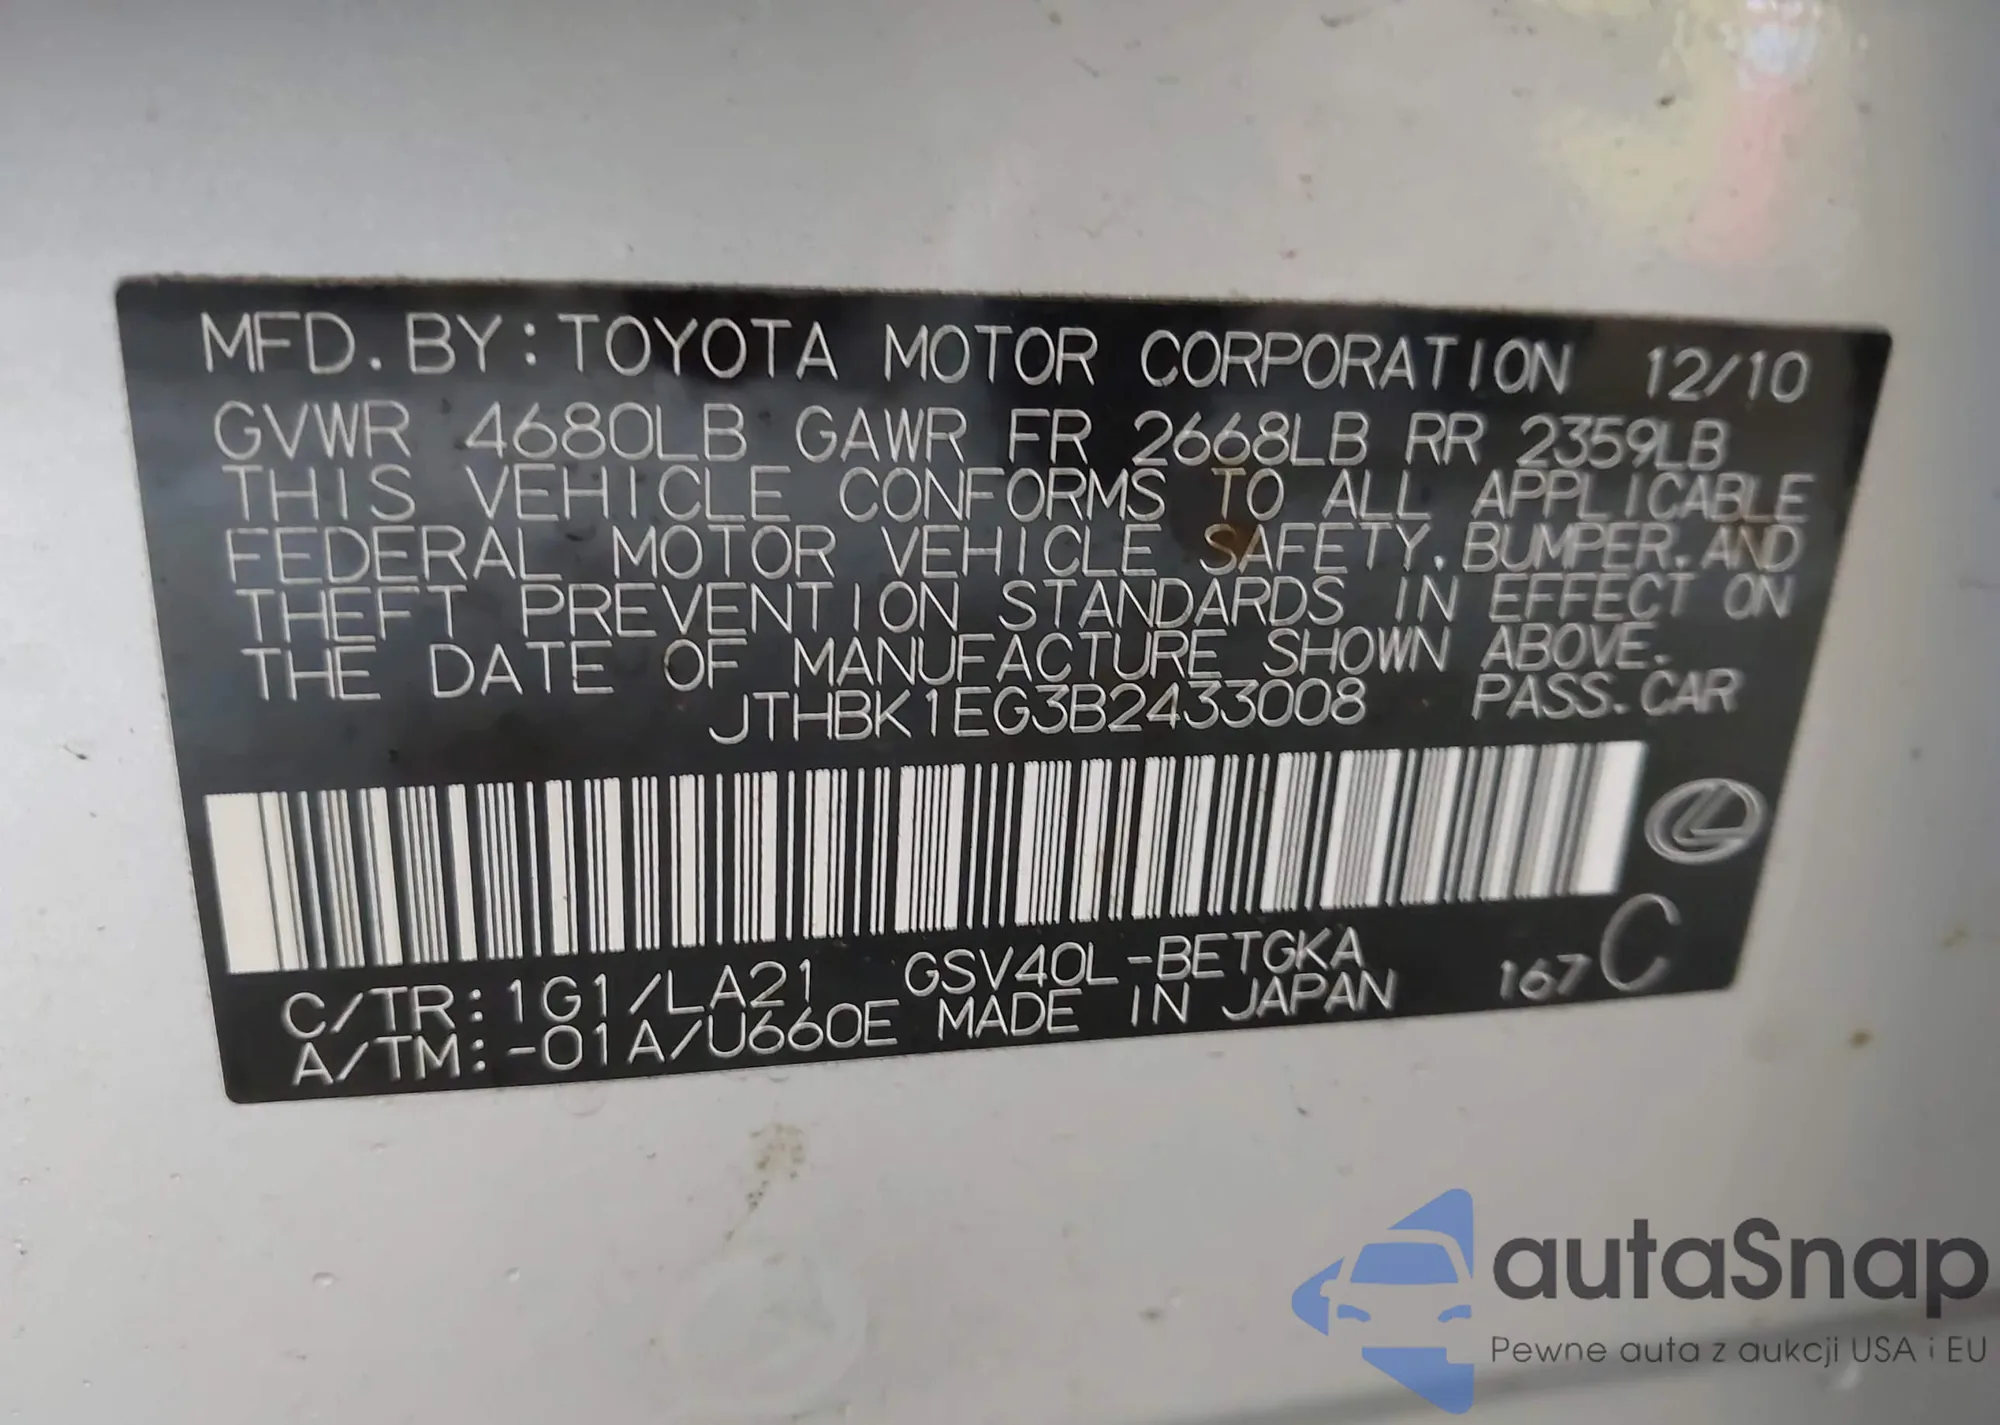 MFD. BY: TOYOTA MOTOR CORPORATION 12/10
GVWR 4680LB GAWR FR 2668LB RR 2359LB
THIS VEHICLE CONFORMS TO ALL APPLICABLE
FEDERAL MOTOR VEHICLE SAFETY, BUMPER, AND
THEFT PREVENTION STANDARDS IN EFFECT ON
THE DATE OF MANUFACTURE SHOWN ABOVE.
JTHBK1EG3B2433008 PASS. CAR
C/TR: 1G1/LA21 GSV40L-BETGKA
A/TM: -01A/U660E MADE IN JAPAN 167 C
autaSnap
Pewne auta z aukcji USA i EU